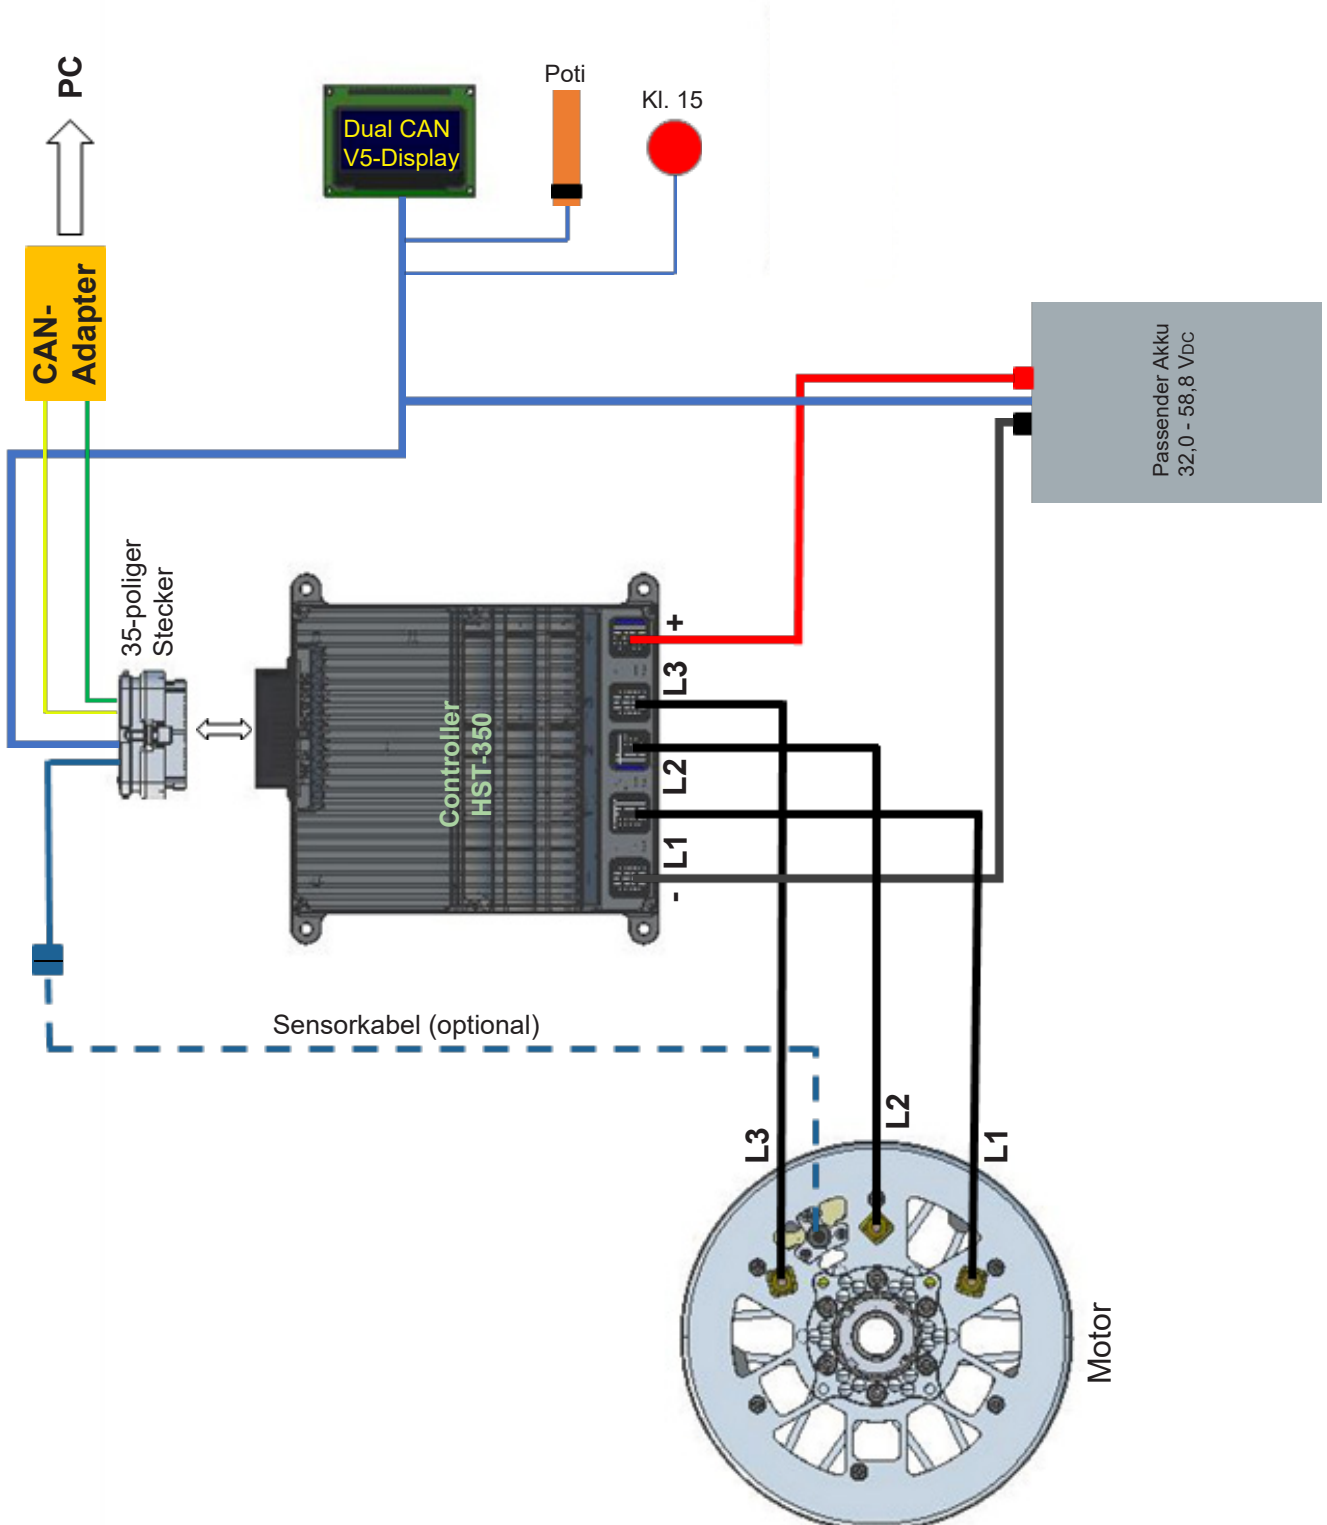 PC
Dual CAN
V5-Display
Poti
Kl. 15
CAN-
Adapter
Passender Akku
32,0 - 58,8 VDC
35-poliger
Stecker
Controller
HST-350
+
L3
L2
L1
-
Sensorkabel (optional)
L3
L2
L1
Motor